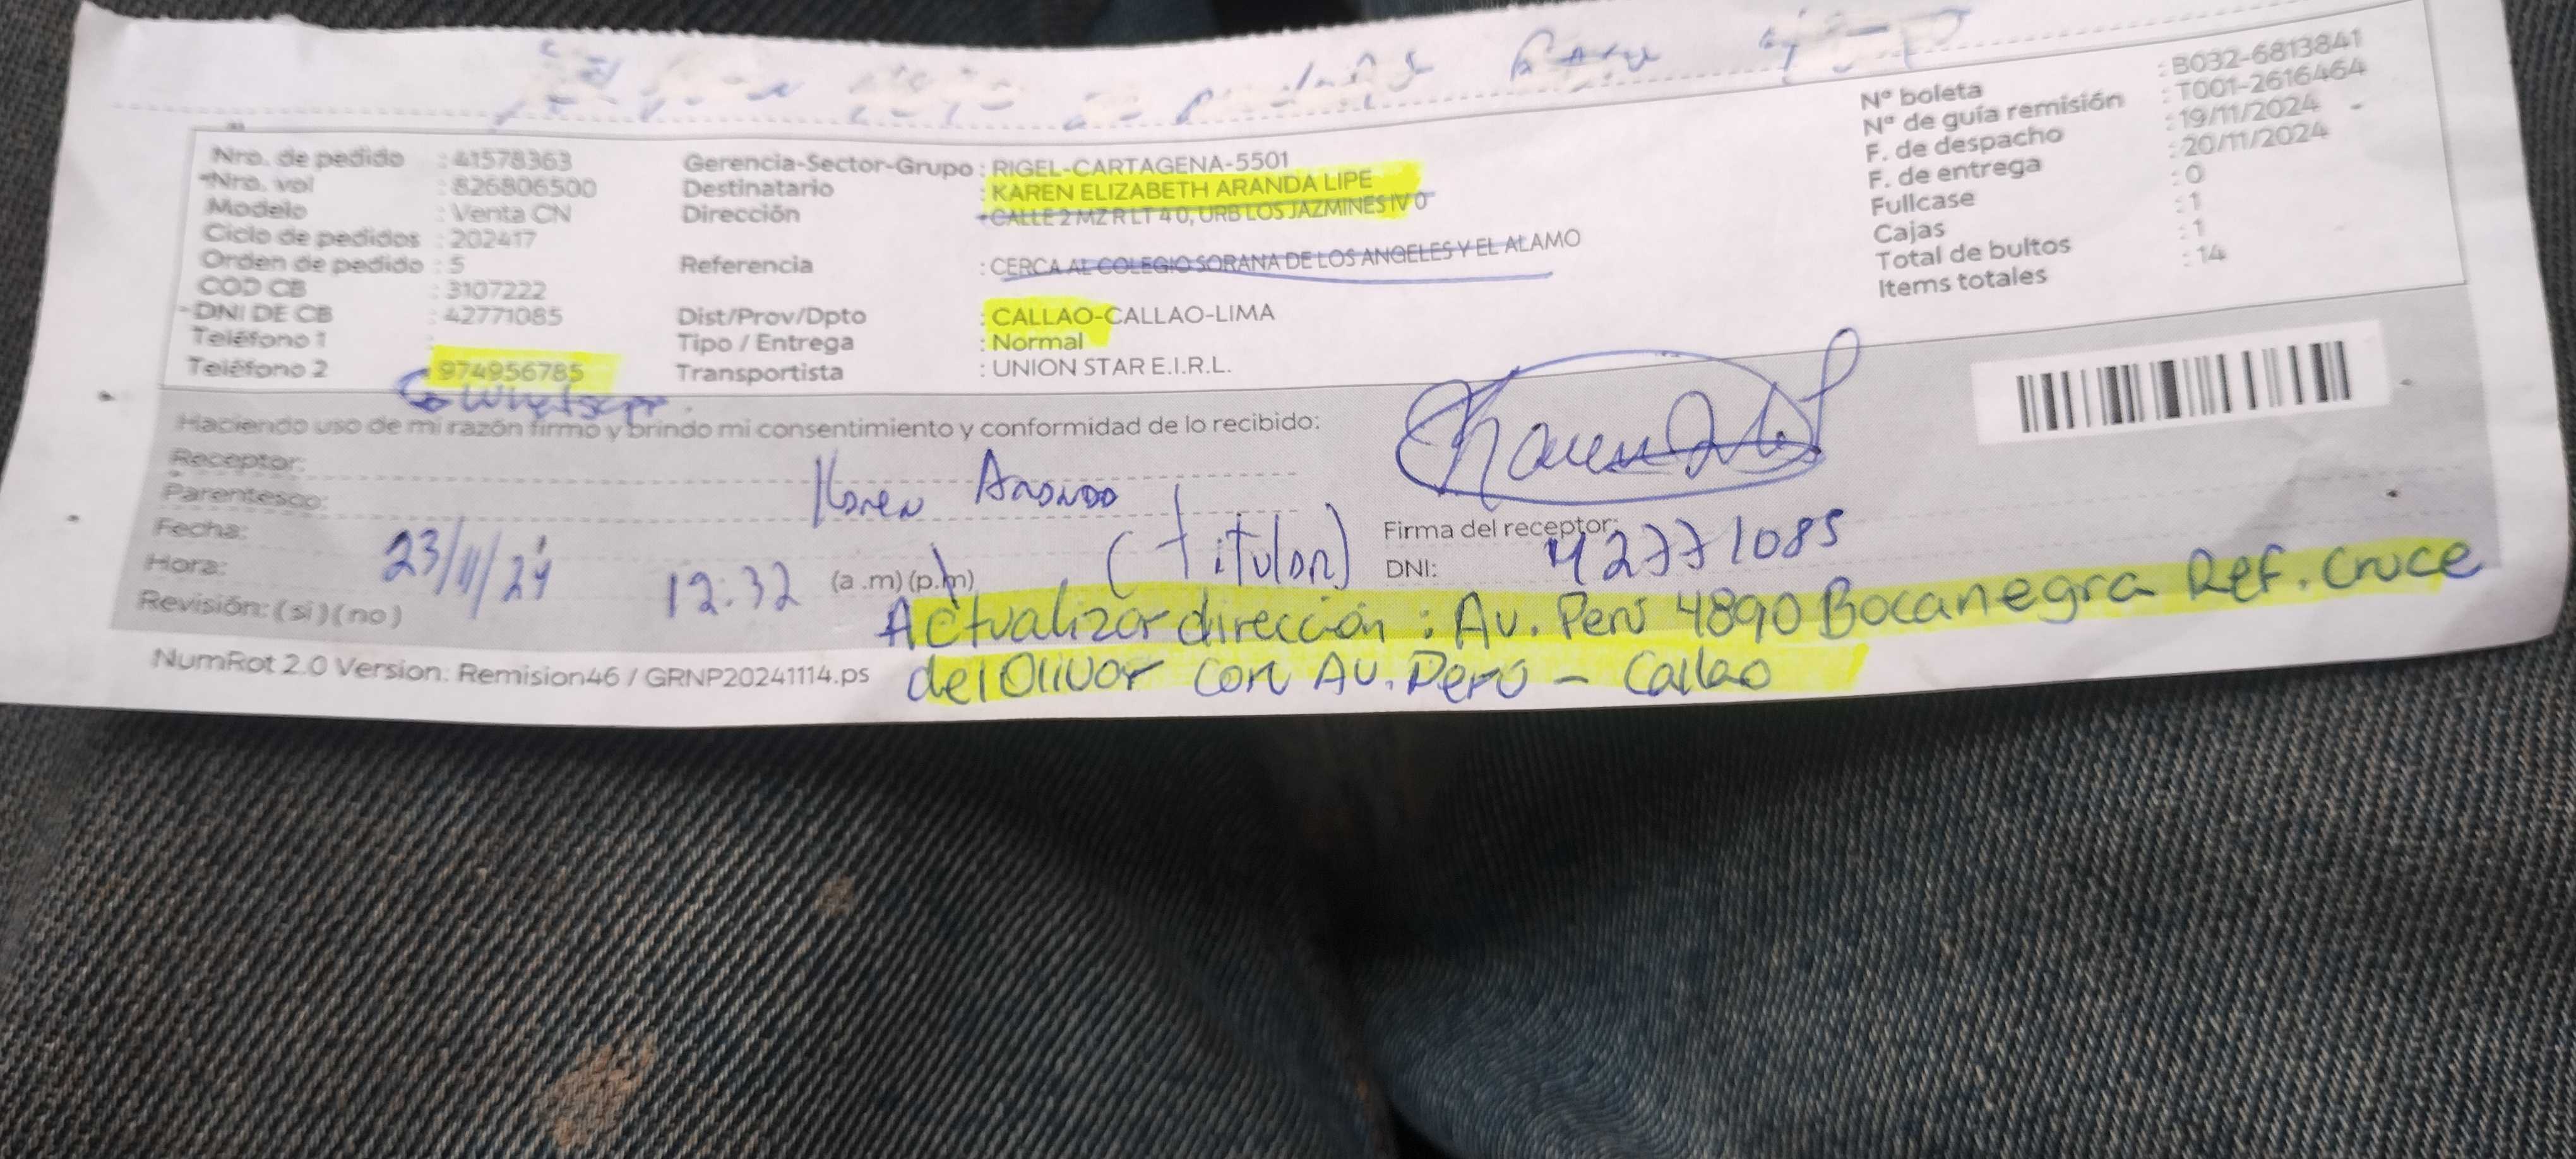 Nro. de pedido : 41578363
Nro. vol : 826806500
Modelo : Venta CN
Ciclo de pedidos : 202417
Orden de pedido : 5
COD CB : 3107222
DNI DE CB : 42771085
Teléfono 1 :
Teléfono 2 : 974956785
Whatsapp
Gerencia-Sector-Grupo : RIGEL-CARTAGENA-5501
Destinatario : KAREN ELIZABETH ARANDA LIPE
Dirección : CALLE 2 MZ R LT 4 0, URB LOS JAZMINES IV 0
Referencia : CERCA AL COLEGIO SORANA DE LOS ANGELES Y EL ALAMO
Dist/Prov/Dpto : CALLAO-CALLAO-LIMA
Tipo / Entrega : Normal
Transportista : UNION STAR E.I.R.L.
Nº boleta : B032-6813841
Nº de guía remisión : T001-2616464
F. de despacho : 19/11/2024
F. de entrega : 20/11/2024
Fullcase : 0
Cajas : 1
Total de bultos : 1
Items totales : 14
Haciendo uso de mi razón firmo y brindo mi consentimiento y conformidad de lo recibido:
Receptor: Karen Aranda
Parentesco: (titular)
Fecha: 23/11/24
Hora: 12:32 (a .m) (p.m)
Revisión: ( si ) ( no )
Firma del receptor:
DNI: 42771085
Actualizar dirección : Av. Perú 4890 Bocanegra Ref. Cruce
del Olivar con Av. Perú - Callao
NumRot 2.0 Version: Remision46 / GRNP20241114.ps